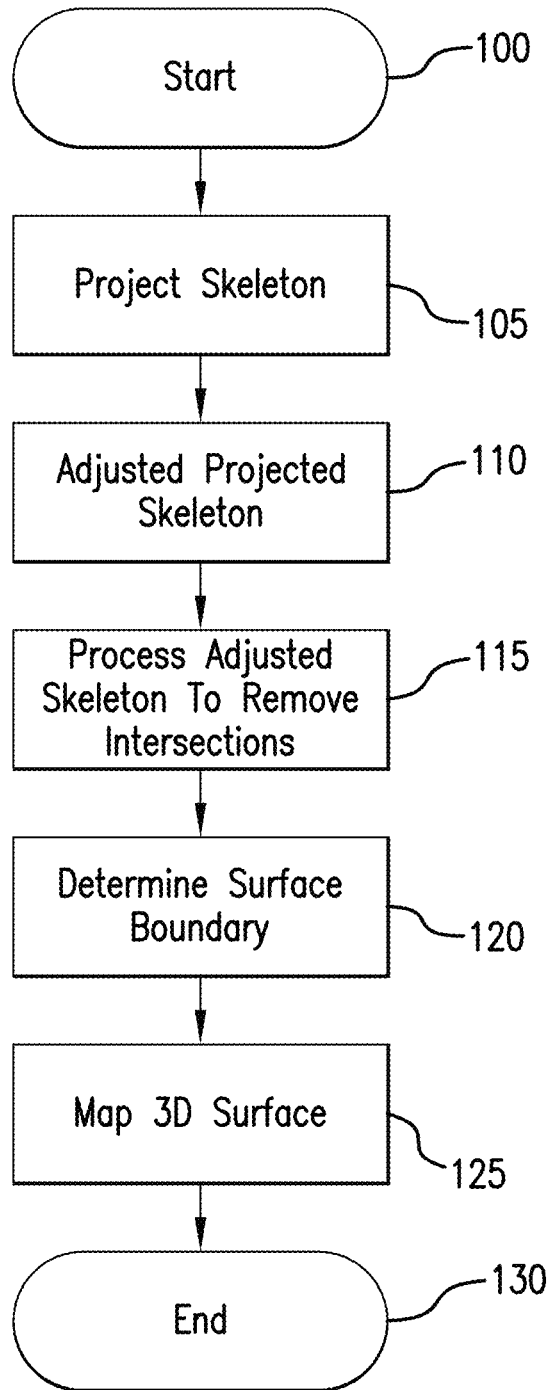 Start
100
Project Skeleton
105
Adjusted Projected
Skeleton
110
Process Adjusted
Skeleton To Remove
Intersections
115
Determine Surface
Boundary
120
Map 3D Surface
125
End
130